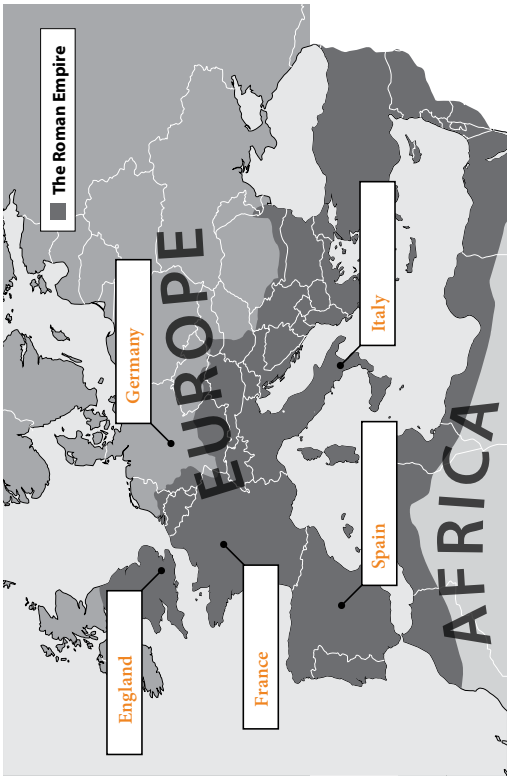 The Roman Empire
EUROPE
Germany
Italy
England
France
Spain
AFRICA